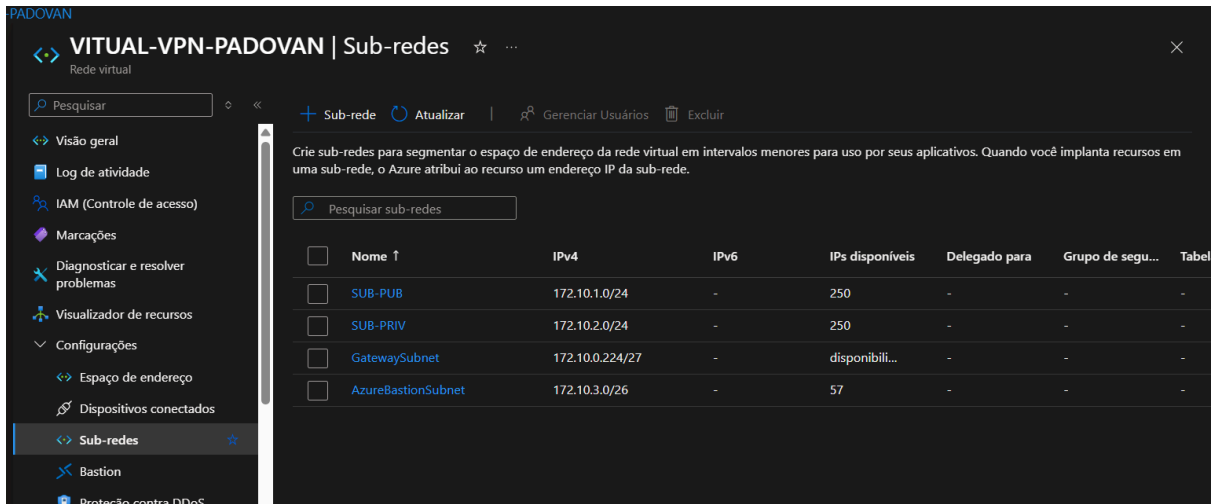 -PADOVAN
VITUAL-VPN-PADOVAN | Sub-redes
Rede virtual
Pesquisar
Visão geral
Log de atividade
IAM (Controle de acesso)
Marcações
Diagnosticar e resolver
problemas
Visualizador de recursos
Configurações
Espaço de endereço
Dispositivos conectados
Sub-redes
Bastion
Proteção contra DDoS
Sub-rede Atualizar | Gerenciar Usuários Excluir
Crie sub-redes para segmentar o espaço de endereço da rede virtual em intervalos menores para uso por seus aplicativos. Quando você implanta recursos em
uma sub-rede, o Azure atribui ao recurso um endereço IP da sub-rede.
Pesquisar sub-redes
Nome ↑ IPv4 IPv6 IPs disponíveis Delegado para Grupo de segu... Tabel
SUB-PUB 172.10.1.0/24 - 250 - - -
SUB-PRIV 172.10.2.0/24 - 250 - - -
GatewaySubnet 172.10.0.224/27 - disponibili... - - -
AzureBastionSubnet 172.10.3.0/26 - 57 - - -